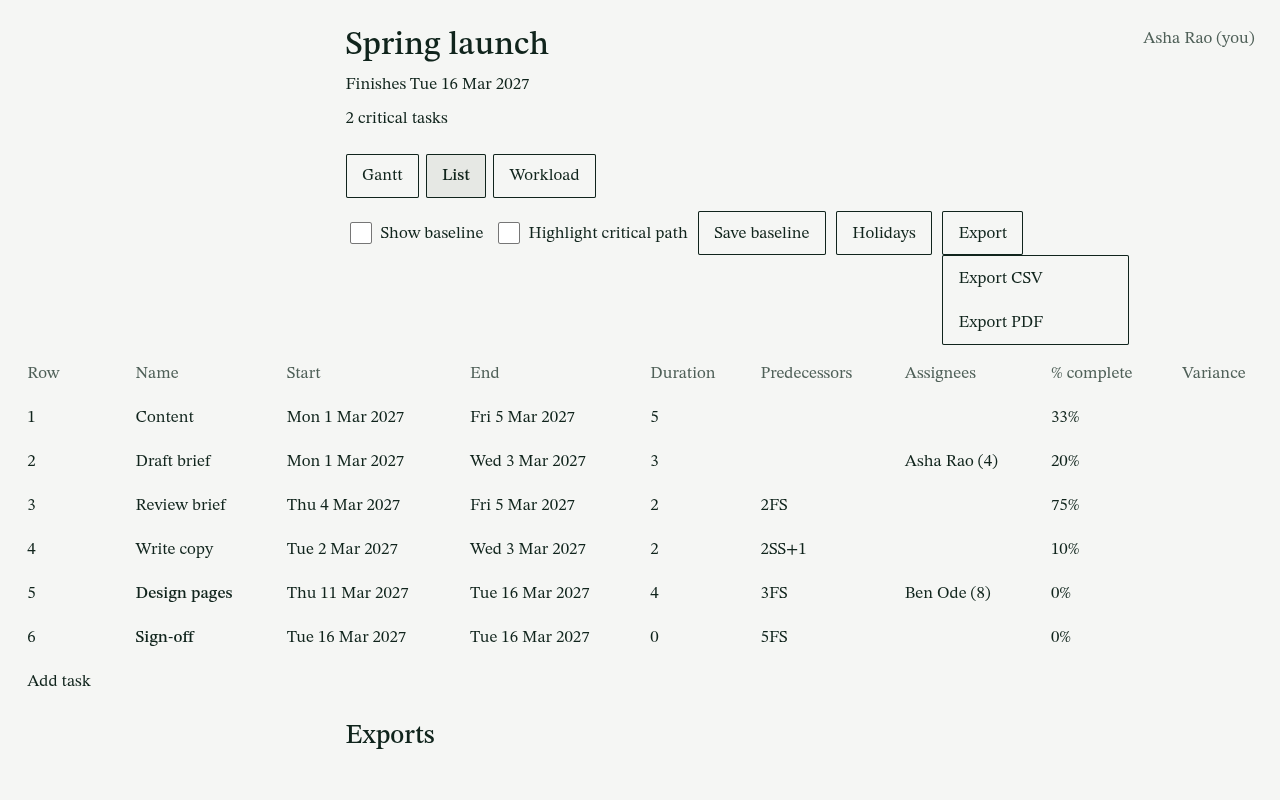 Spring launch
Asha Rao (you)
Finishes Tue 16 Mar 2027
2 critical tasks
Gantt List Workload
Show baseline Highlight critical path Save baseline Holidays Export
Export CSV
Export PDF
Row Name Start End Duration Predecessors Assignees % complete Variance
1 Content Mon 1 Mar 2027 Fri 5 Mar 2027 5 33%
2 Draft brief Mon 1 Mar 2027 Wed 3 Mar 2027 3 Asha Rao (4) 20%
3 Review brief Thu 4 Mar 2027 Fri 5 Mar 2027 2 2FS 75%
4 Write copy Tue 2 Mar 2027 Wed 3 Mar 2027 2 2SS+1 10%
5 Design pages Thu 11 Mar 2027 Tue 16 Mar 2027 4 3FS Ben Ode (8) 0%
6 Sign-off Tue 16 Mar 2027 Tue 16 Mar 2027 0 5FS 0%
Add task
Exports